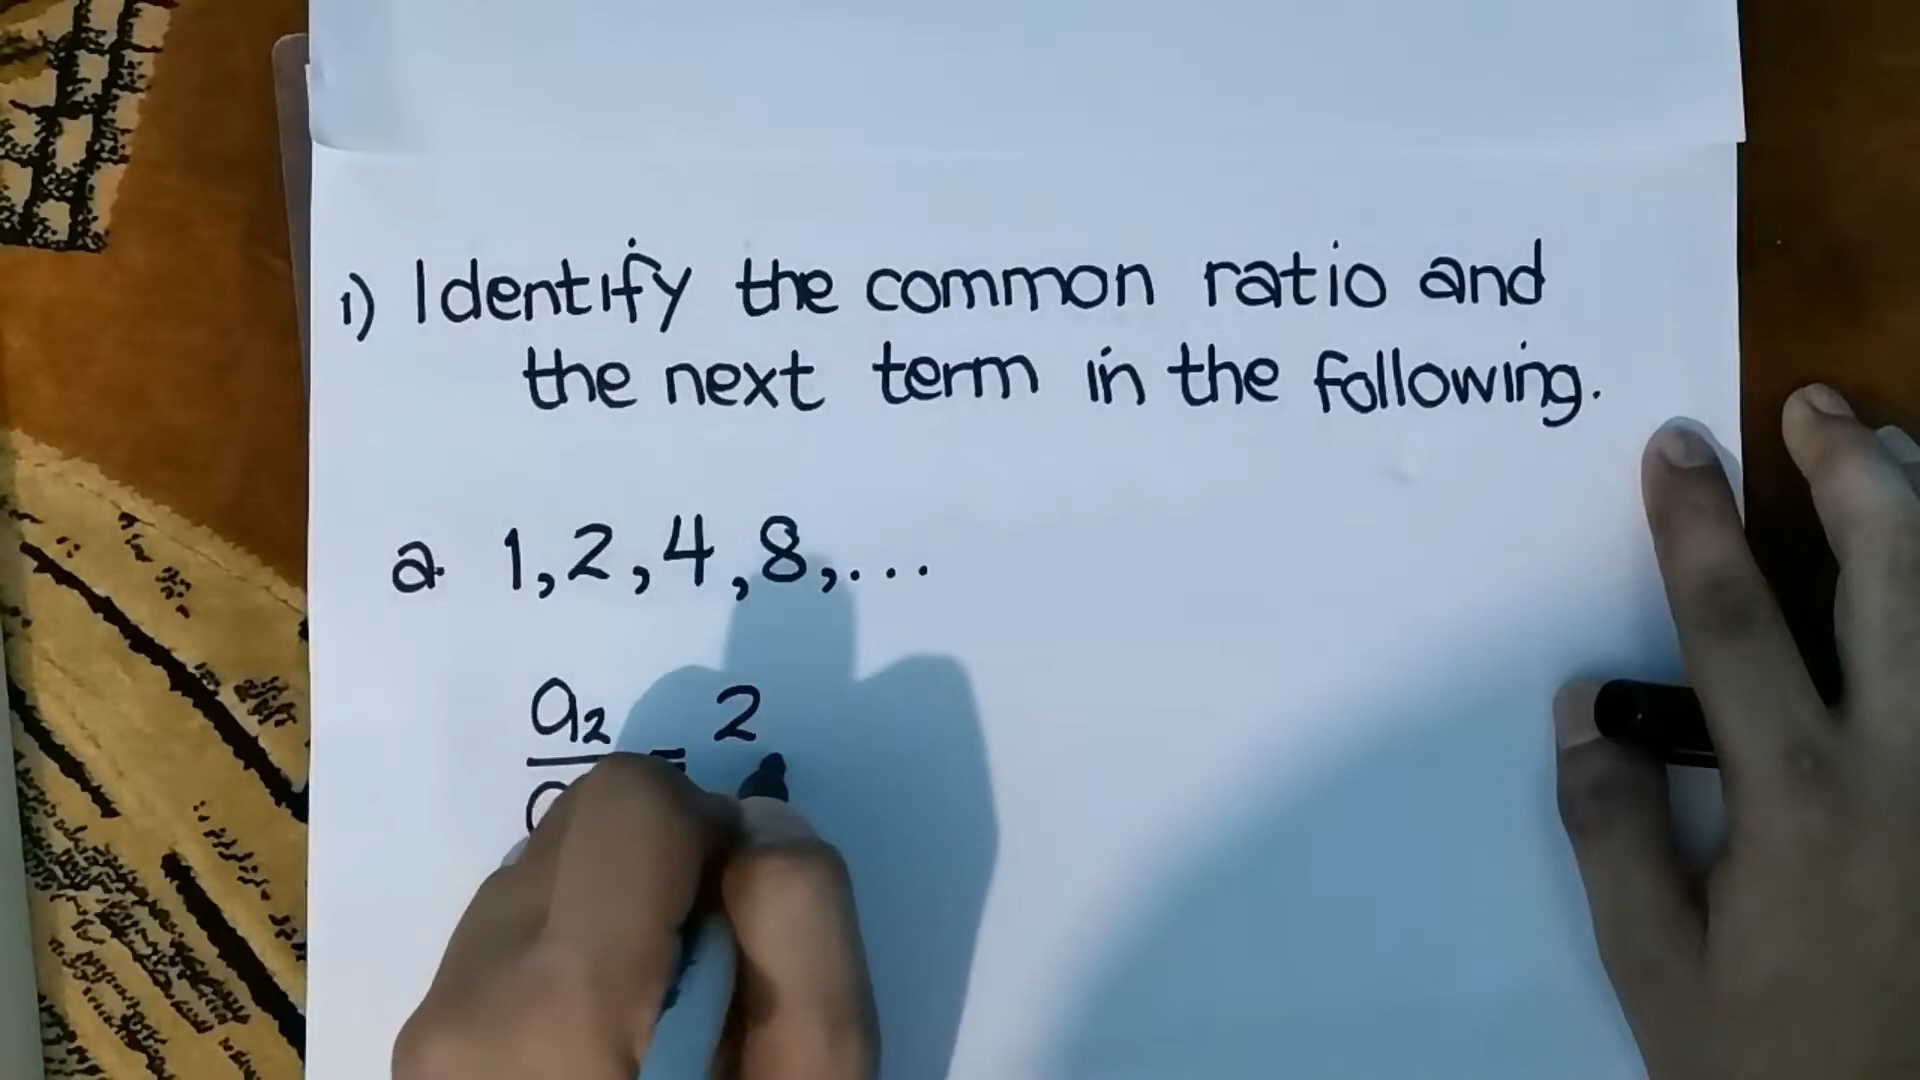 1) Identify the common ratio and
the next term in the following.
a. 1, 2, 4, 8, ...
a2 = 2